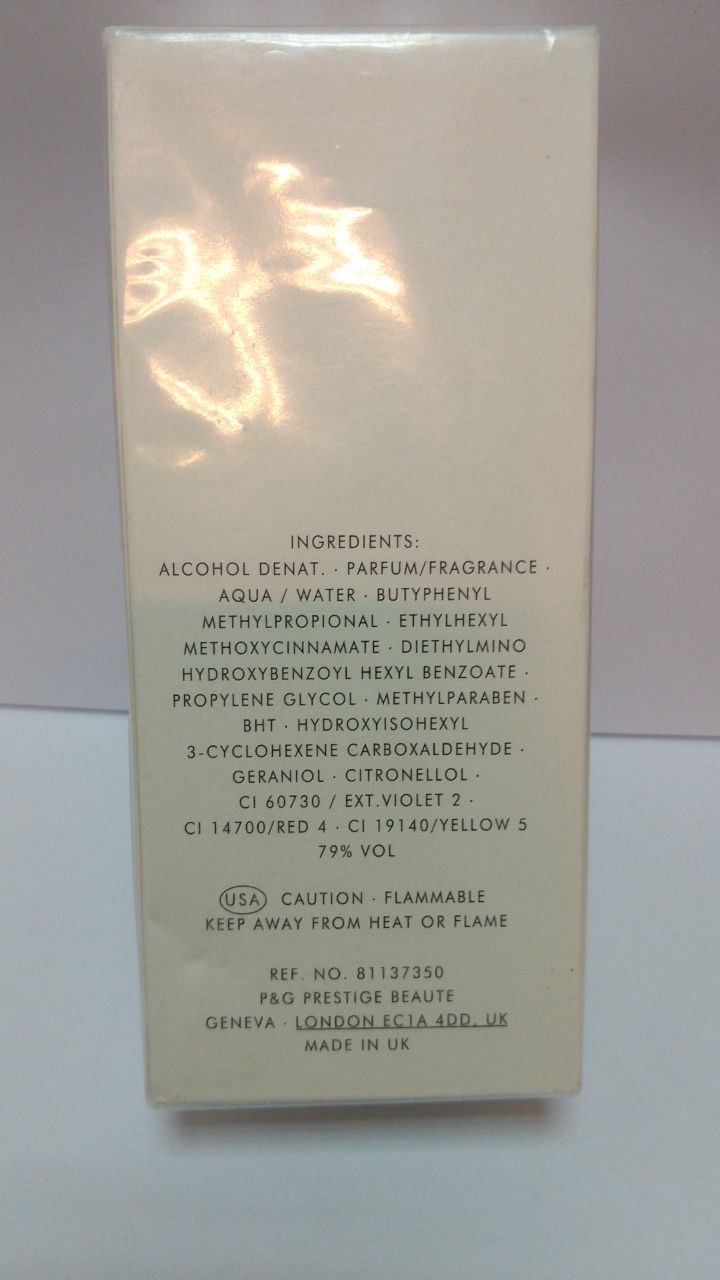 INGREDIENTS:
ALCOHOL DENAT. · PARFUM/FRAGRANCE ·
AQUA / WATER · BUTYPHENYL
METHYLPROPIONAL · ETHYLHEXYL
METHOXYCINNAMATE · DIETHYLMINO
HYDROXYBENZOYL HEXYL BENZOATE ·
PROPYLENE GLYCOL · METHYLPARABEN ·
BHT · HYDROXYISOHEXYL
3-CYCLOHEXENE CARBOXALDEHYDE ·
GERANIOL · CITRONELLOL ·
CI 60730 / EXT.VIOLET 2 ·
CI 14700/RED 4 · CI 19140/YELLOW 5
79% VOL
USA CAUTION · FLAMMABLE
KEEP AWAY FROM HEAT OR FLAME
REF. NO. 81137350
P&G PRESTIGE BEAUTE
GENEVA · LONDON EC1A 4DD, UK
MADE IN UK